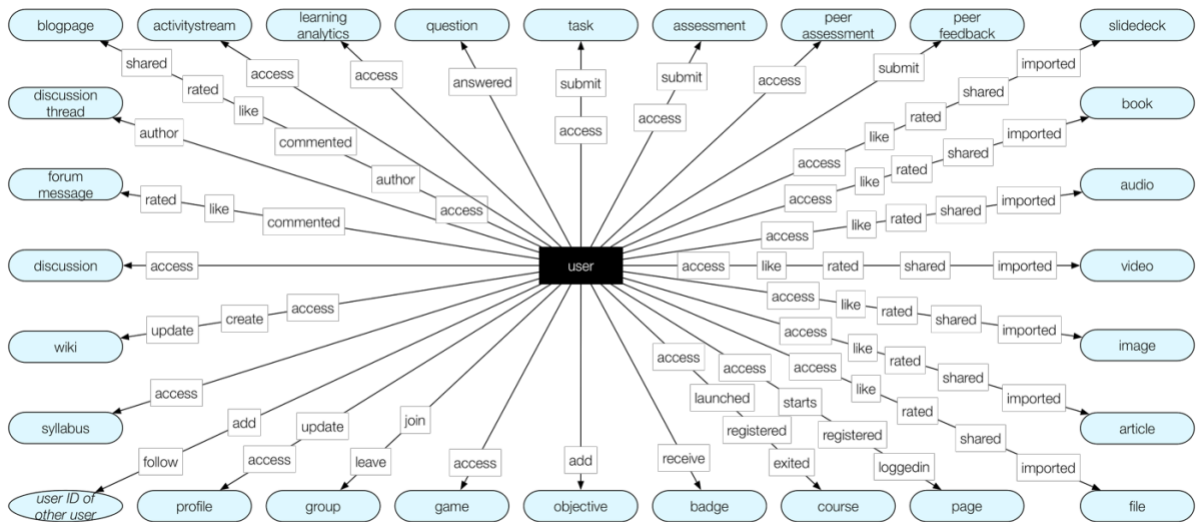 blogpage
activitystream
learning
analytics
question
task
assessment
peer
assessment
peer
feedback
slidedeck
shared
access
access
answered
submit
submit
access
submit
imported
rated
like
access
access
shared
discussion
thread
author
commented
rated
imported
book
like
shared
author
access
rated
forum
message
rated
like
commented
access
access
like
imported
audio
shared
rated
like
access
discussion
access
user
access
like
rated
shared
imported
video
wiki
update
create
access
access
like
rated
shared
imported
image
access
like
rated
shared
imported
article
syllabus
access
access
access
access
like
rated
shared
imported
file
launched
registered
exited
course
starts
registered
loggedin
page
add
follow
user ID of
other user
update
access
profile
join
leave
group
access
game
add
objective
receive
badge